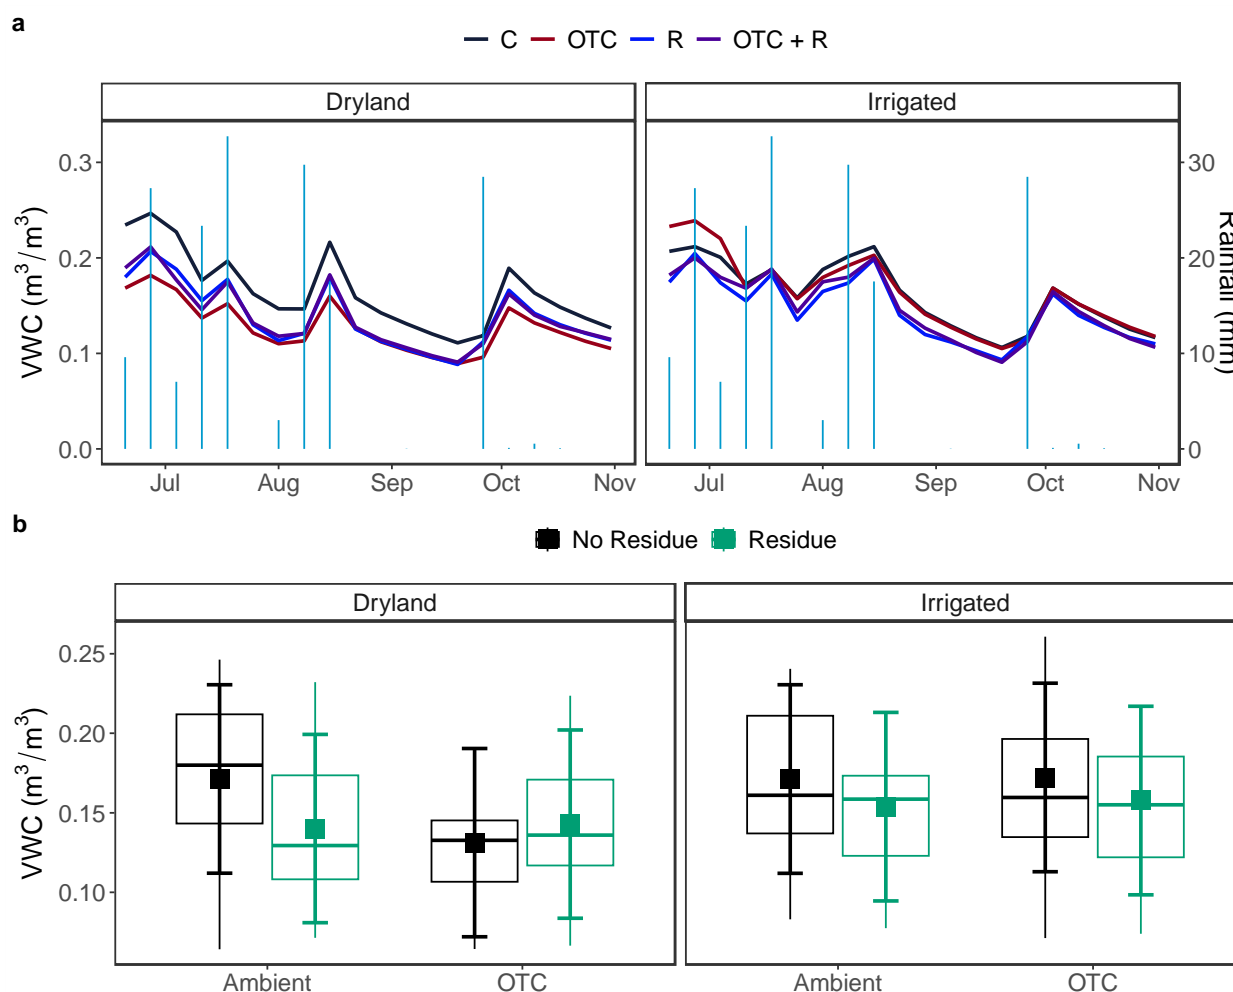 a
C OTC R OTC + R
Dryland Irrigated
VWC (m³/m³)
0.3
0.2
0.1
0.0
30
20
10
0
Rainfall (mm)
Jul Aug Sep Oct Nov Jul Aug Sep Oct Nov
b
No Residue Residue
Dryland Irrigated
VWC (m³/m³)
0.25
0.20
0.15
0.10
Ambient OTC Ambient OTC